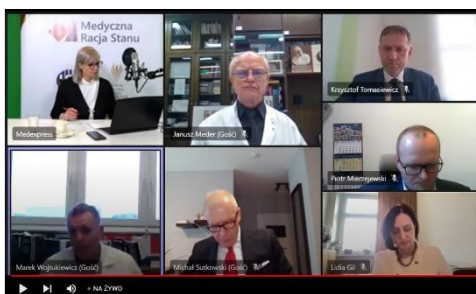 Medyczna
Racja Stanu
Medexpress
Janusz Meder (Gość)
Krzysztof Tomasiewicz
Piotr Mierzejewski
Marek Wojtukiewicz (Gość)
Michał Sutkowski (Gość)
Lidia Gil
NA ŻYWO